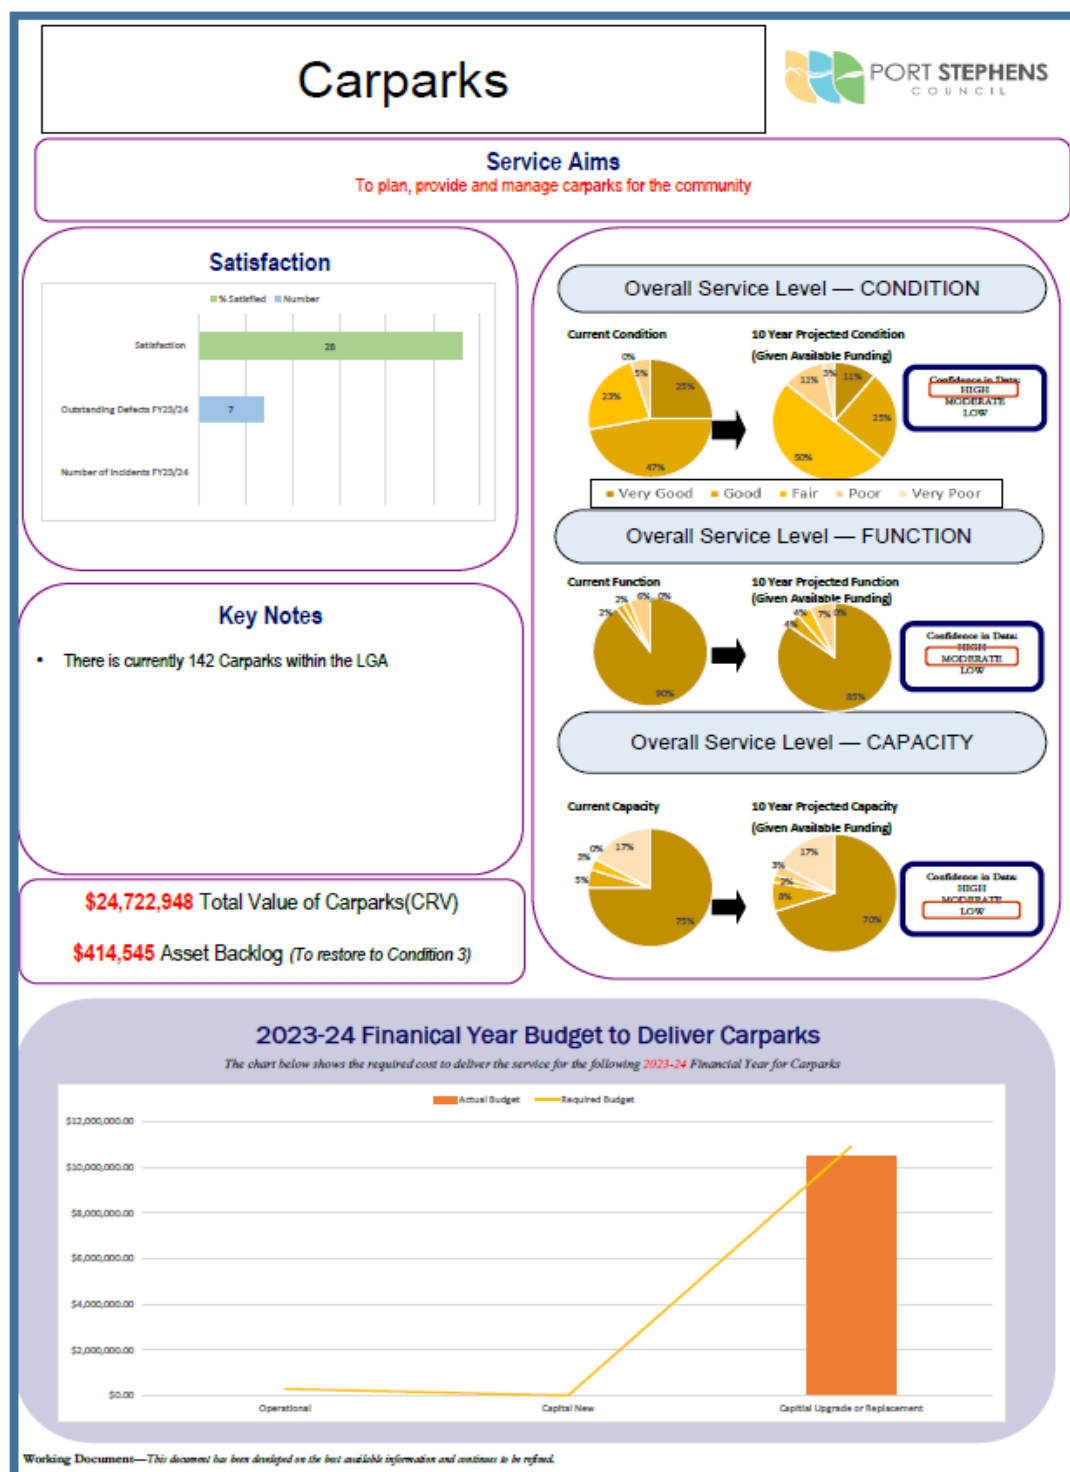 Carparks
PORT STEPHENS
COUNCIL
Service Aims
To plan, provide and manage carparks for the community
Satisfaction
% Satisfied Number
Satisfaction
28
Outstanding Defects FY23/24
7
Number of Incidents FY23/24
Key Notes
• There is currently 142 Carparks within the LGA
$24,722,948 Total Value of Carparks(CRV)
$414,545 Asset Backlog (To restore to Condition 3)
Overall Service Level — CONDITION
Current Condition
0%
5%
25%
23%
47%
10 Year Projected Condition
(Given Available Funding)
11%
3%
11%
25%
50%
Confidence in Data:
HIGH
MODERATE
LOW
Very Good Good Fair Poor Very Poor
Overall Service Level — FUNCTION
Current Function
2%
2%
6%
0%
90%
10 Year Projected Function
(Given Available Funding)
4%
4%
7%
0%
85%
Confidence in Data:
HIGH
MODERATE
LOW
Overall Service Level — CAPACITY
Current Capacity
0%
17%
3%
5%
75%
10 Year Projected Capacity
(Given Available Funding)
17%
3%
2%
8%
70%
Confidence in Data:
HIGH
MODERATE
LOW
2023-24 Finanical Year Budget to Deliver Carparks
The chart below shows the required cost to deliver the service for the following 2023-24 Financial Year for Carparks
Actual Budget Required Budget
$12,000,000.00
$10,000,000.00
$8,000,000.00
$6,000,000.00
$4,000,000.00
$2,000,000.00
$0.00
Operational
Capital New
Capitial Upgrade or Replacement
Working Document—This document has been developed on the best available information and continues to be refined.